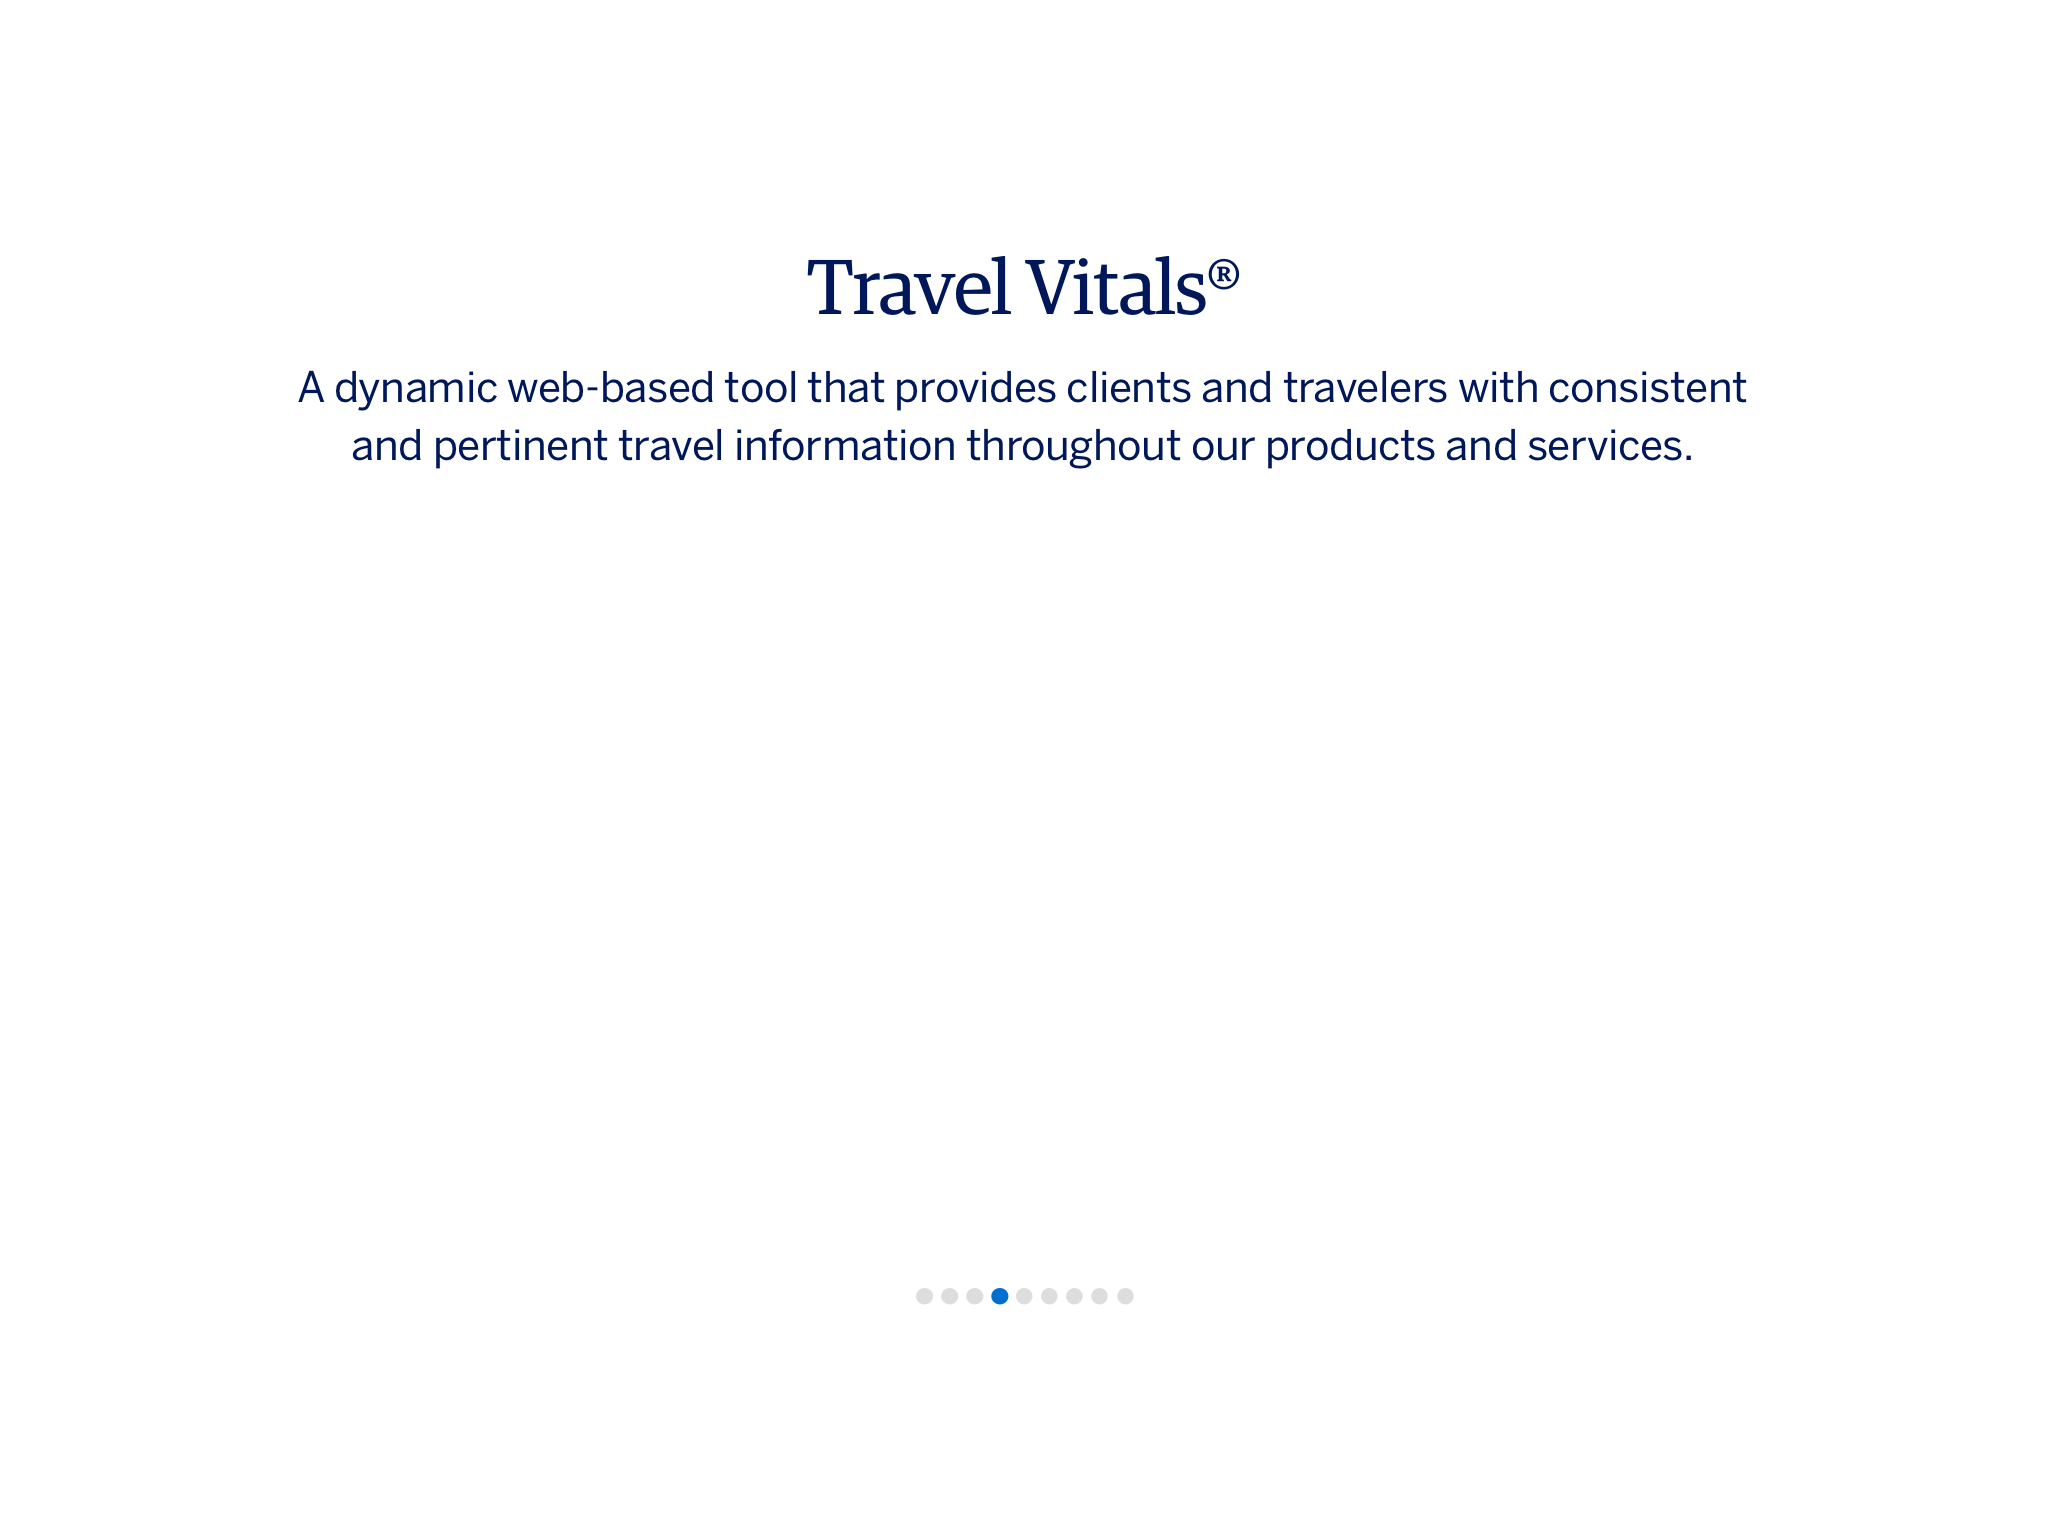 Travel Vitals®
A dynamic web-based tool that provides clients and travelers with consistent
and pertinent travel information throughout our products and services.